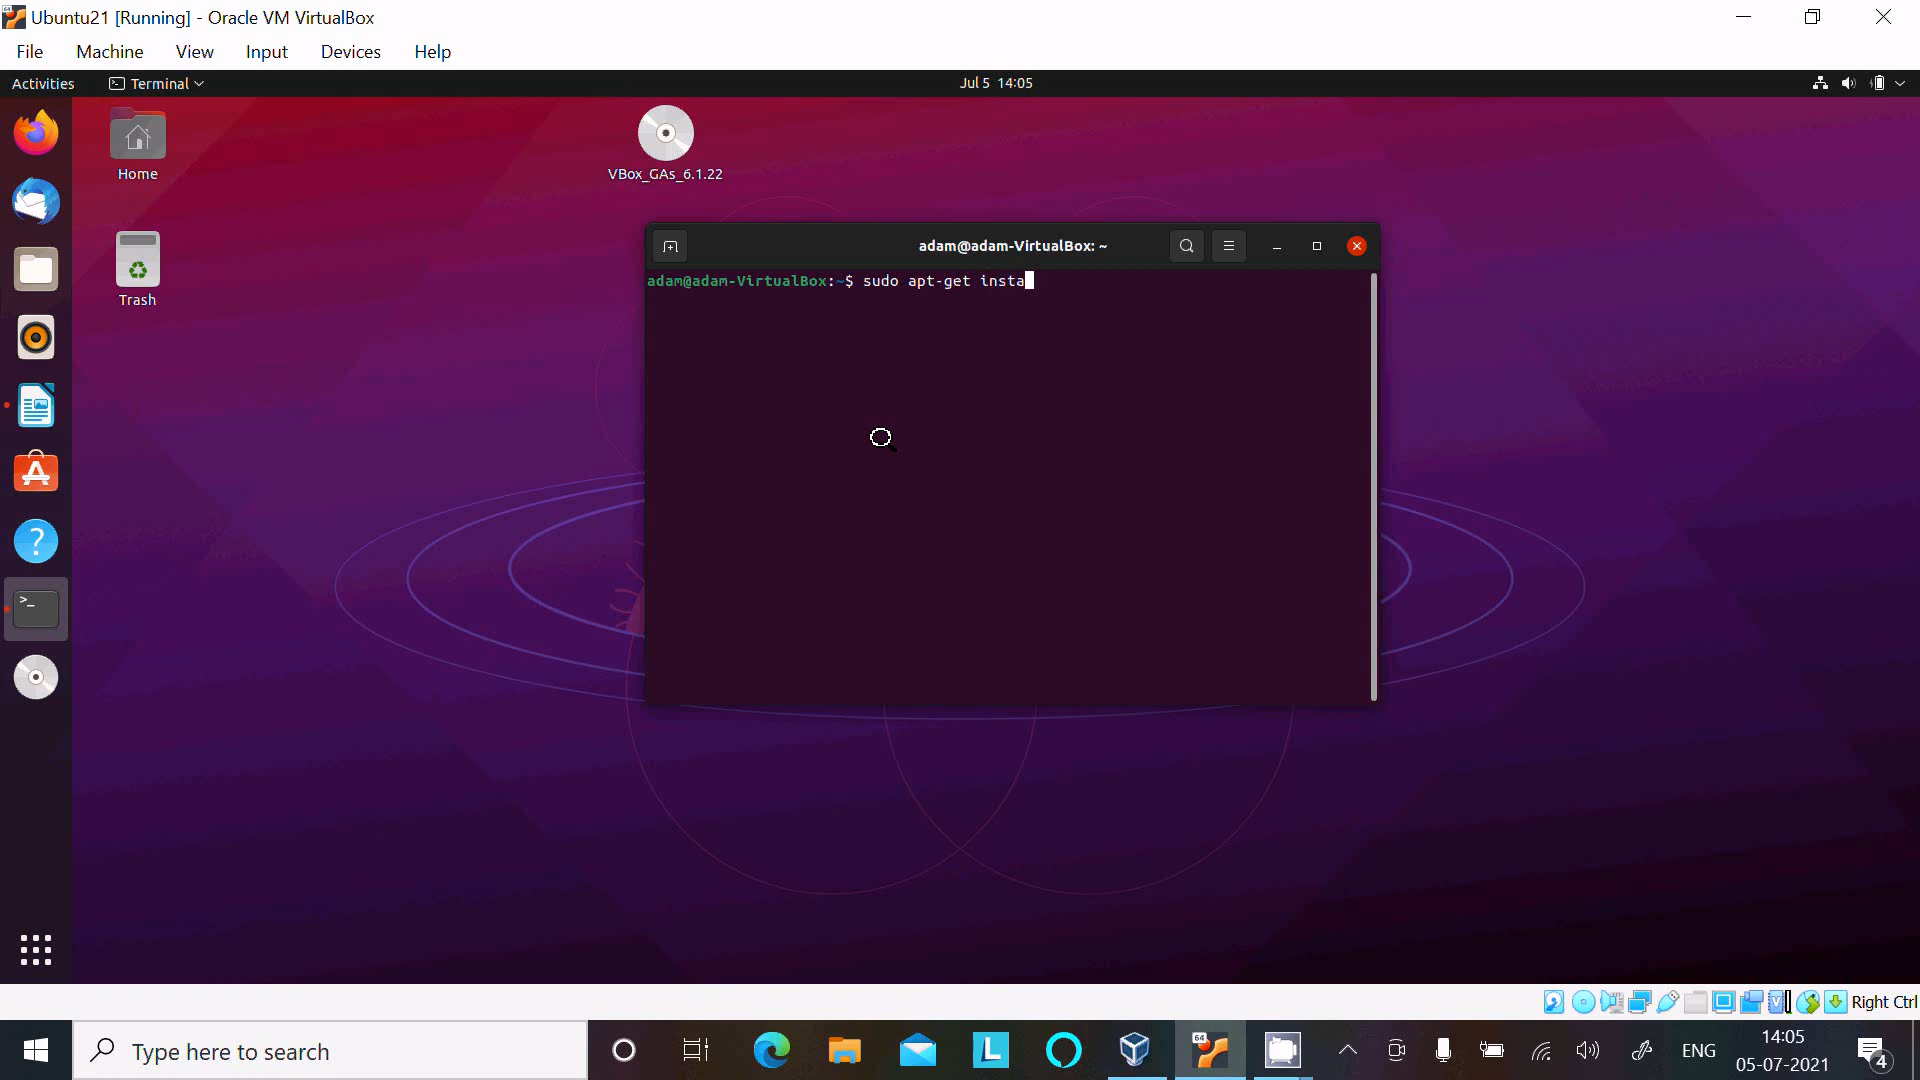 Ubuntu21 [Running] - Oracle VM VirtualBox
File Machine View Input Devices Help
Activities Terminal Jul 5 14:05
Home
VBox_GAs_6.1.22
Trash
adam@adam-VirtualBox: ~
adam@adam-VirtualBox:~$ sudo apt-get insta
Right Ctrl
Type here to search
L
64
ENG
14:05
05-07-2021
4